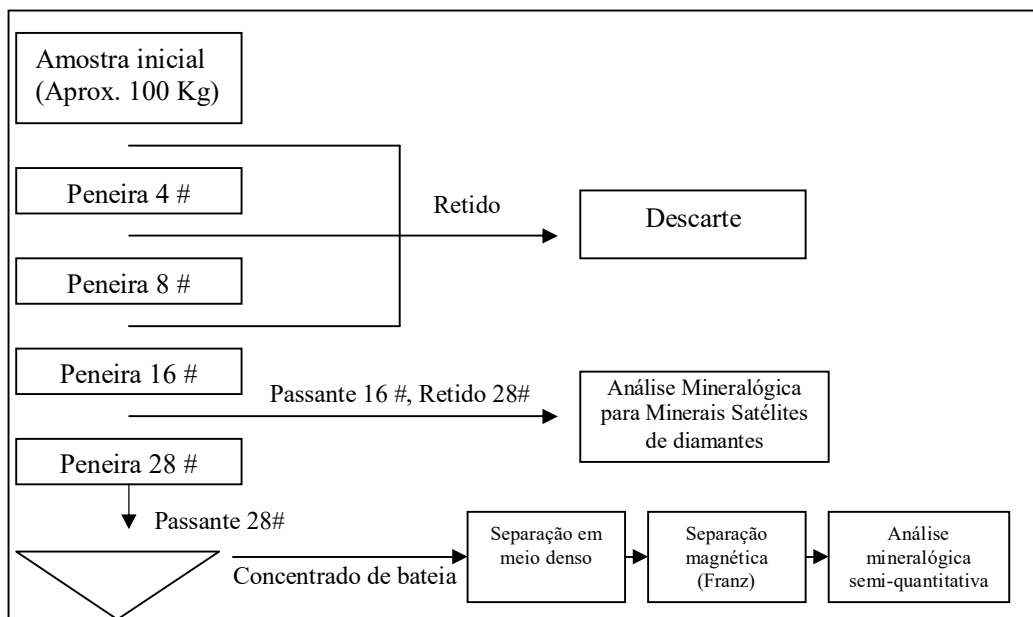 Amostra inicial
(Aprox. 100 Kg)
Peneira 4 #
Retido
Descarte
Peneira 8 #
Peneira 16 #
Passante 16 #, Retido 28#
Análise Mineralógica
para Minerais Satélites
de diamantes
Peneira 28 #
Passante 28#
Concentrado de bateia
Separação em
meio denso
Separação
magnética
(Franz)
Análise
mineralógica
semi-quantitativa